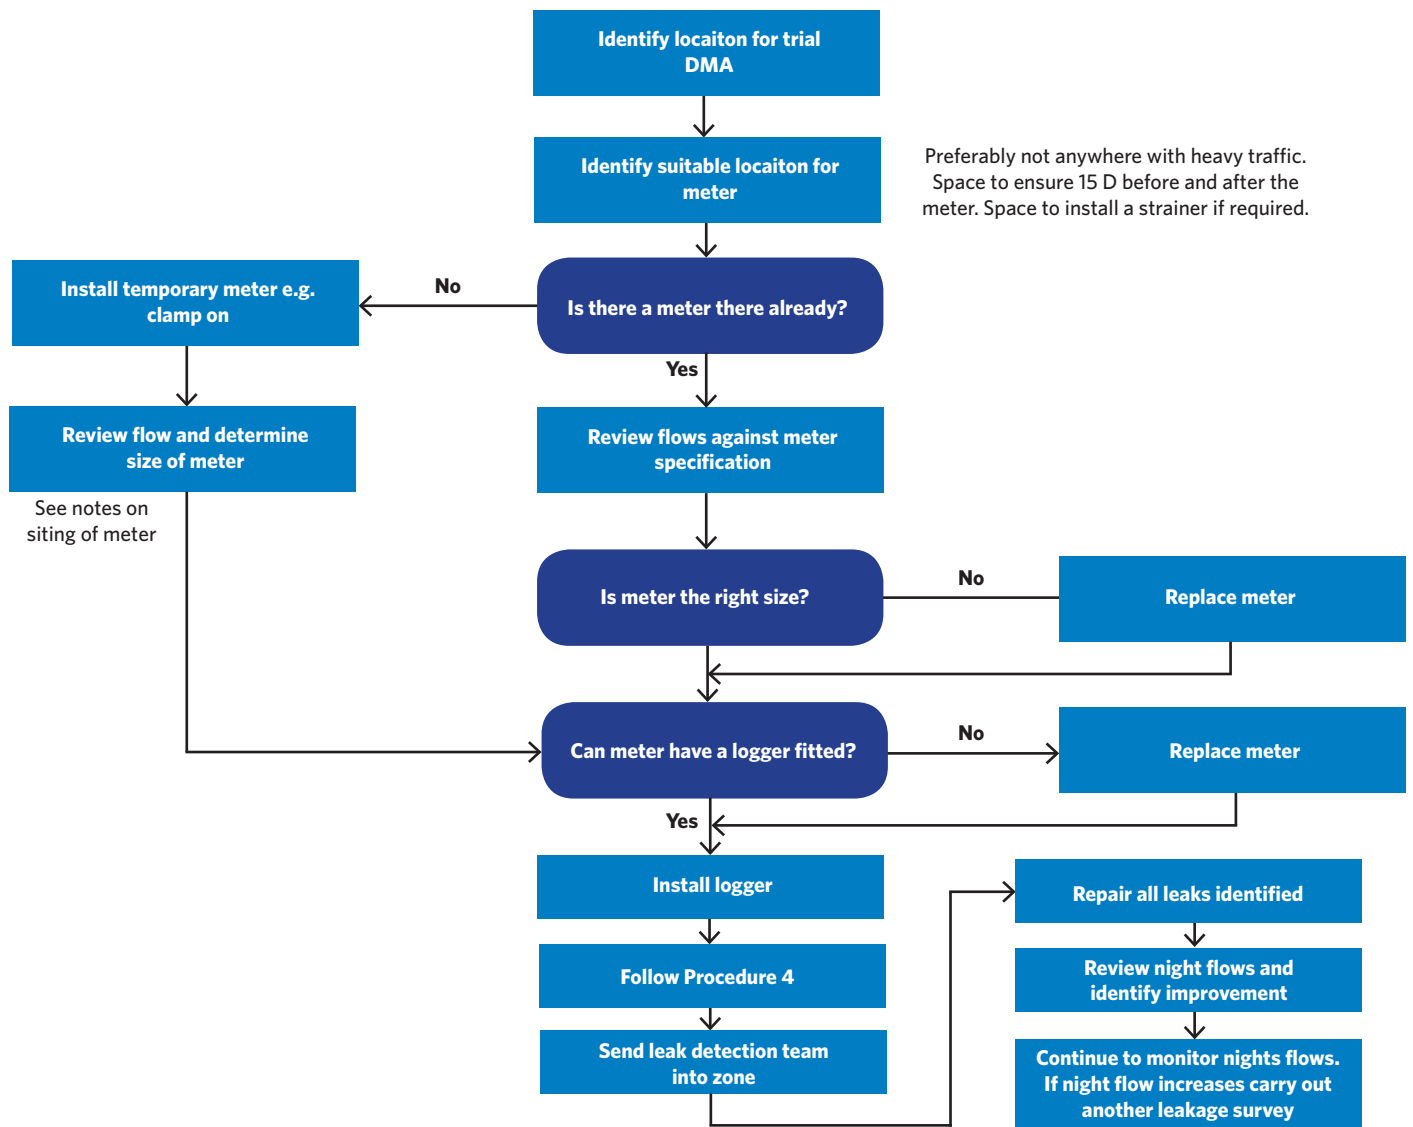 Identify locaiton for trial
DMA
Identify suitable locaiton for
meter
Preferably not anywhere with heavy traffic.
Space to ensure 15 D before and after the
meter. Space to install a strainer if required.
Is there a meter there already?
No
Install temporary meter e.g.
clamp on
Review flow and determine
size of meter
See notes on
siting of meter
Yes
Review flows against meter
specification
Is meter the right size?
No
Replace meter
Can meter have a logger fitted?
No
Replace meter
Yes
Install logger
Follow Procedure 4
Send leak detection team
into zone
Repair all leaks identified
Review night flows and
identify improvement
Continue to monitor nights flows.
If night flow increases carry out
another leakage survey